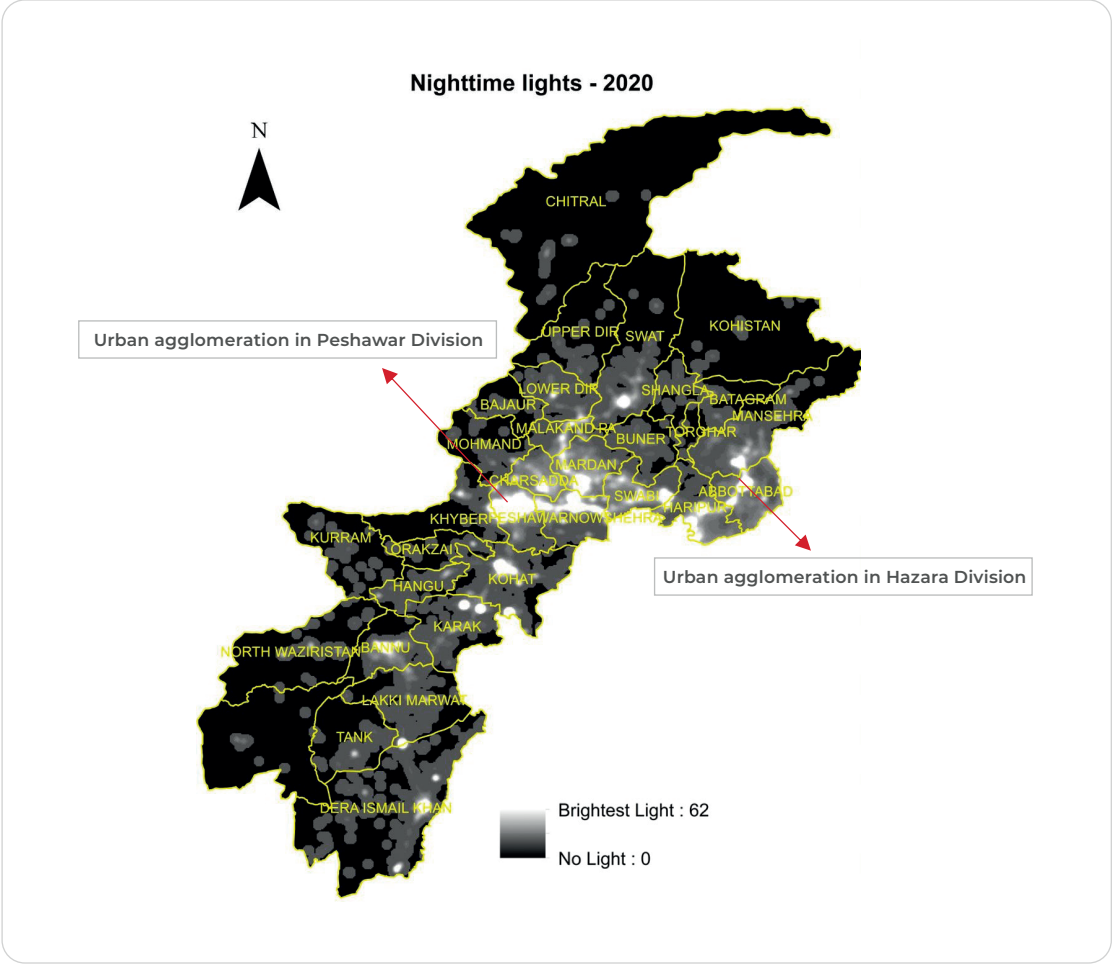 Nighttime lights - 2020
N
CHITRAL
Urban agglomeration in Peshawar Division
UPPER DIR
SWAT
KOHISTAN
LOWER DIR
SHANGLA
BATAGRAM
BAJAUR
MANSEHRA
MALAKAND PA
TORGHAR
BUNER
MOHMAND
MARDAN
CHARSADDA
SWABI
ABBOTTABAD
HARIPUR
KHYBER
PESHAWAR
NOWSHEHRA
KURRAM
ORAKZAI
HANGU
KOHAT
Urban agglomeration in Hazara Division
KARAK
NORTH WAZIRISTAN
BANNU
LAKKI MARWAT
TANK
DERA ISMAIL KHAN
Brightest Light : 62
No Light : 0